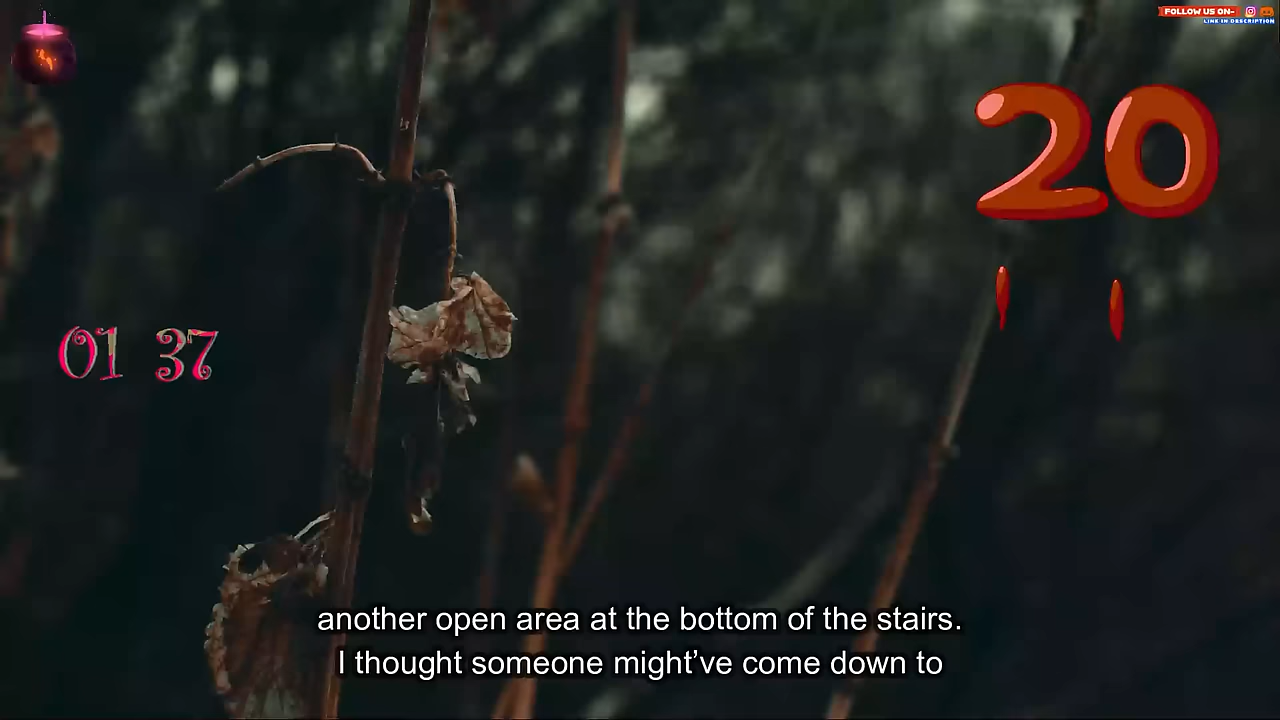 FOLLOW US ON-
LINK IN DESCRIPTION
20
01 37
another open area at the bottom of the stairs.
I thought someone might’ve come down to